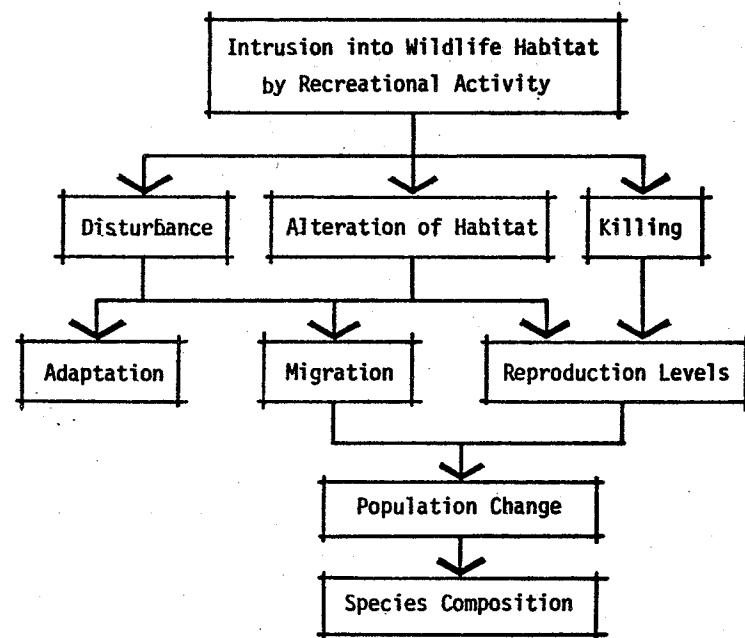 Intrusion into Wildlife Habitat
by Recreational Activity
Disturbance
Alteration of Habitat
Killing
Adaptation
Migration
Reproduction Levels
Population Change
Species Composition